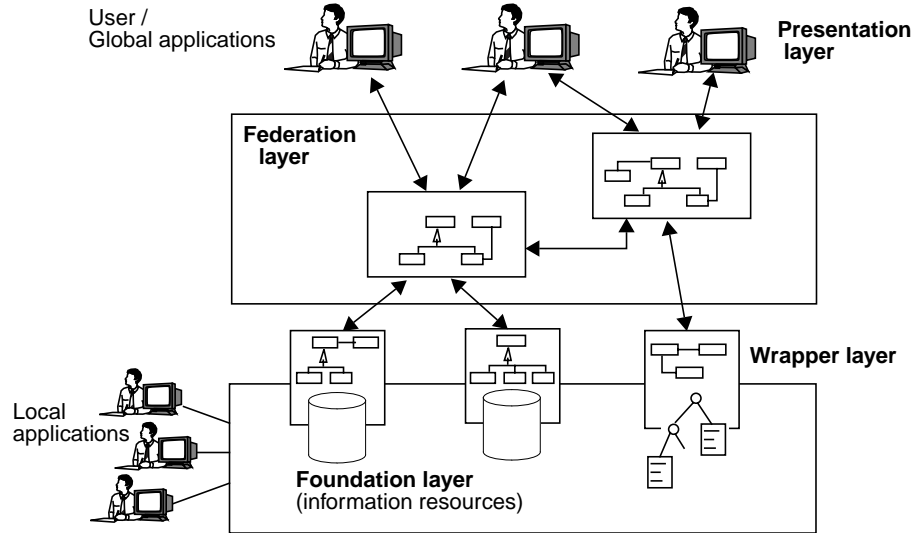 User /
Global applications
Presentation
layer
Federation
layer
Wrapper layer
Local
applications
Foundation layer
(information resources)